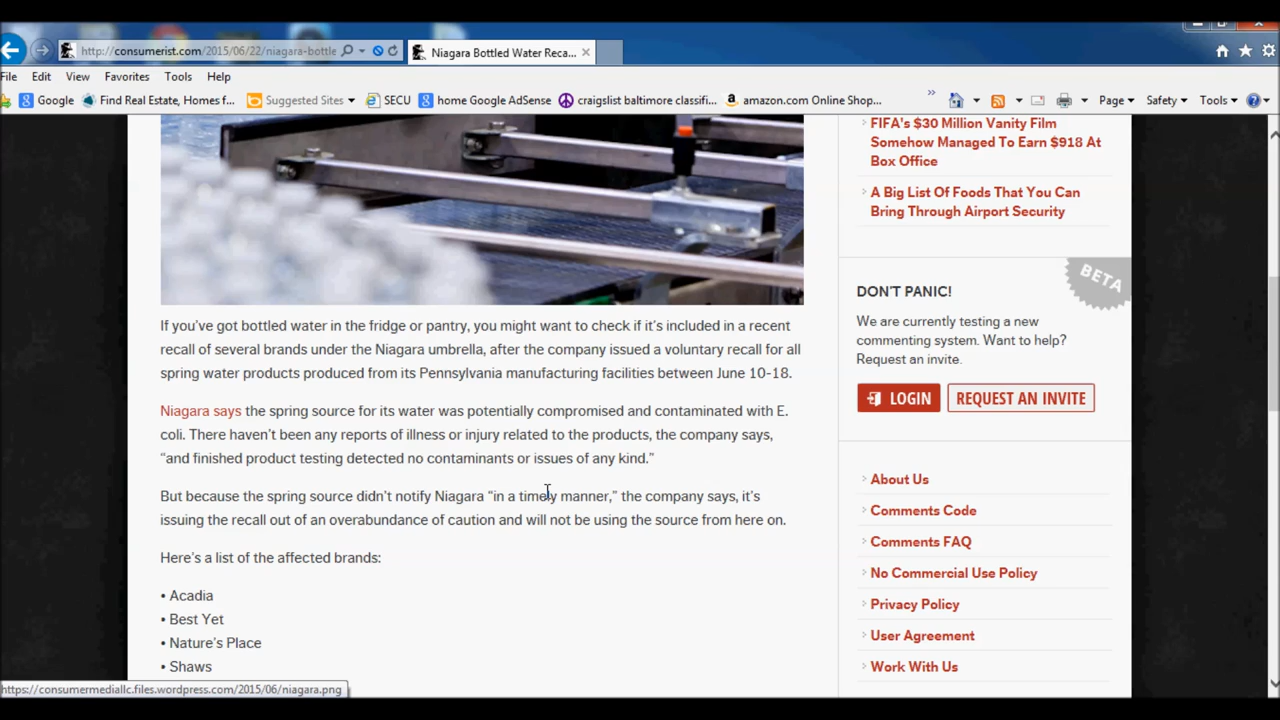 http://consumerist.com/2015/06/22/niagara-bottle
Niagara Bottled Water Reca...
File Edit View Favorites Tools Help
Google Find Real Estate, Homes f... Suggested Sites SECU home Google AdSense craigslist baltimore classifi... amazon.com Online Shop... » Page Safety Tools
If you’ve got bottled water in the fridge or pantry, you might want to check if it’s included in a recent
recall of several brands under the Niagara umbrella, after the company issued a voluntary recall for all
spring water products produced from its Pennsylvania manufacturing facilities between June 10-18.
Niagara says the spring source for its water was potentially compromised and contaminated with E.
coli. There haven’t been any reports of illness or injury related to the products, the company says,
“and finished product testing detected no contaminants or issues of any kind.”
But because the spring source didn’t notify Niagara “in a timely manner,” the company says, it’s
issuing the recall out of an overabundance of caution and will not be using the source from here on.
Here’s a list of the affected brands:
• Acadia
• Best Yet
• Nature’s Place
• Shaws
FIFA's $30 Million Vanity Film
Somehow Managed To Earn $918 At
Box Office
A Big List Of Foods That You Can
Bring Through Airport Security
BETA
DON'T PANIC!
We are currently testing a new
commenting system. Want to help?
Request an invite.
LOGIN REQUEST AN INVITE
About Us
Comments Code
Comments FAQ
No Commercial Use Policy
Privacy Policy
User Agreement
Work With Us
https://consumermediallc.files.wordpress.com/2015/06/niagara.png